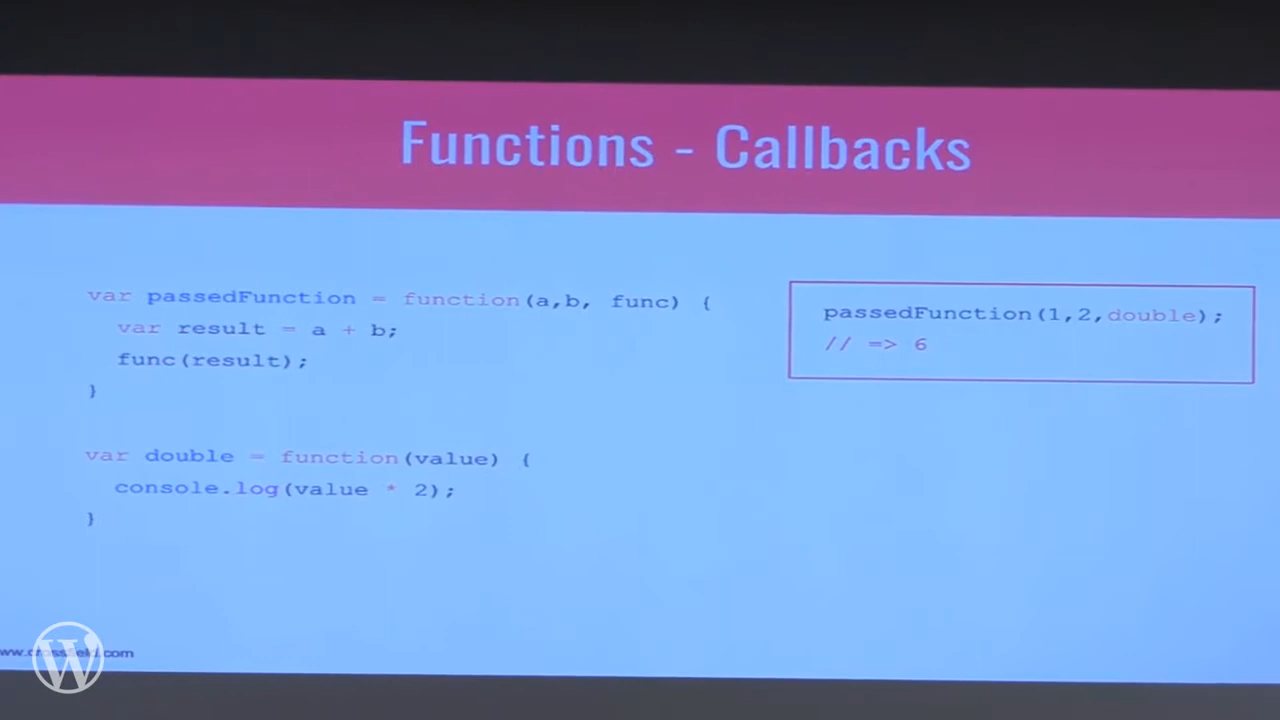 Functions - Callbacks
var passedFunction = function(a,b, func) {
var result = a + b;
func(result);
}
var double = function(value) {
console.log(value * 2);
}
passedFunction(1,2,double);
// => 6